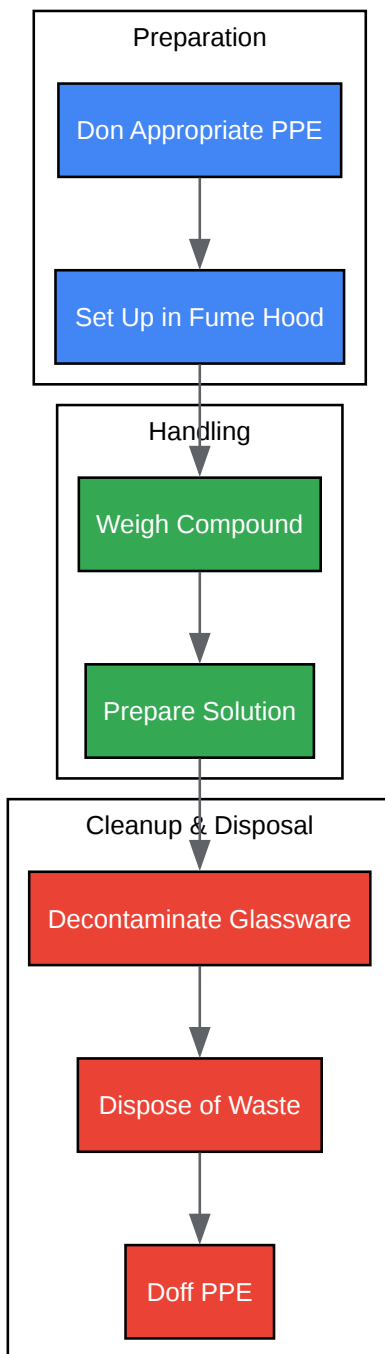 Preparation
Don Appropriate PPE
Set Up in Fume Hood
Handling
Weigh Compound
Prepare Solution
Cleanup & Disposal
Decontaminate Glassware
Dispose of Waste
Doff PPE